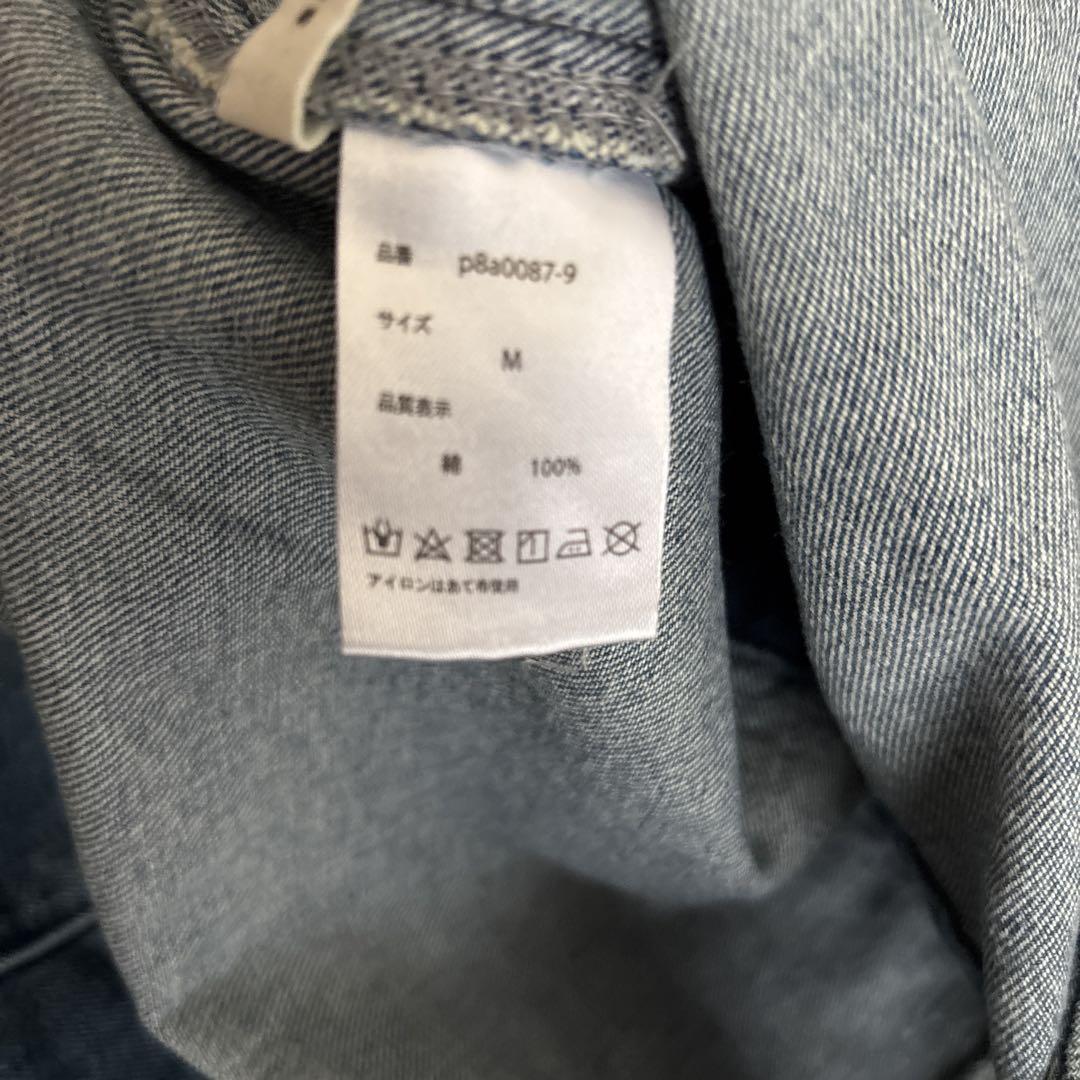 品番 p8a0087-9
サイズ
M
品質表示
綿 100%
アイロンはあて布使用